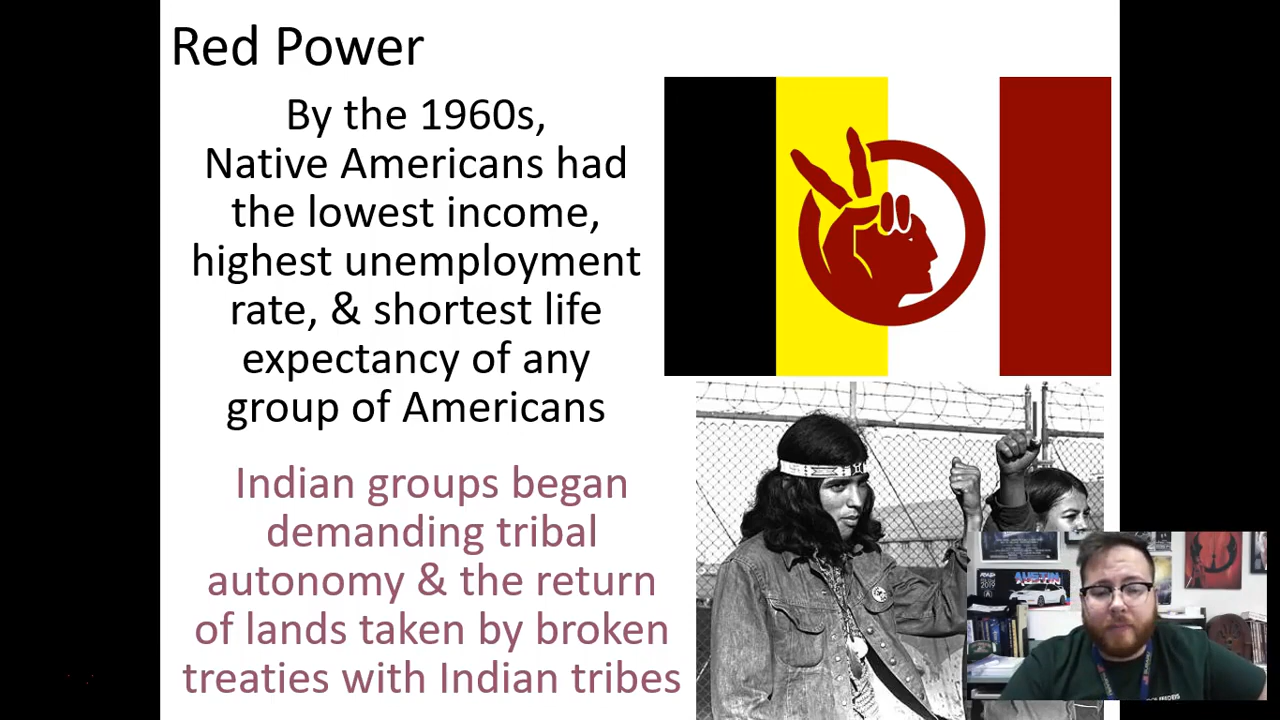 Red Power
By the 1960s,
Native Americans had
the lowest income,
highest unemployment
rate, & shortest life
expectancy of any
group of Americans
Indian groups began
demanding tribal
autonomy & the return
of lands taken by broken
treaties with Indian tribes
AUSTIN